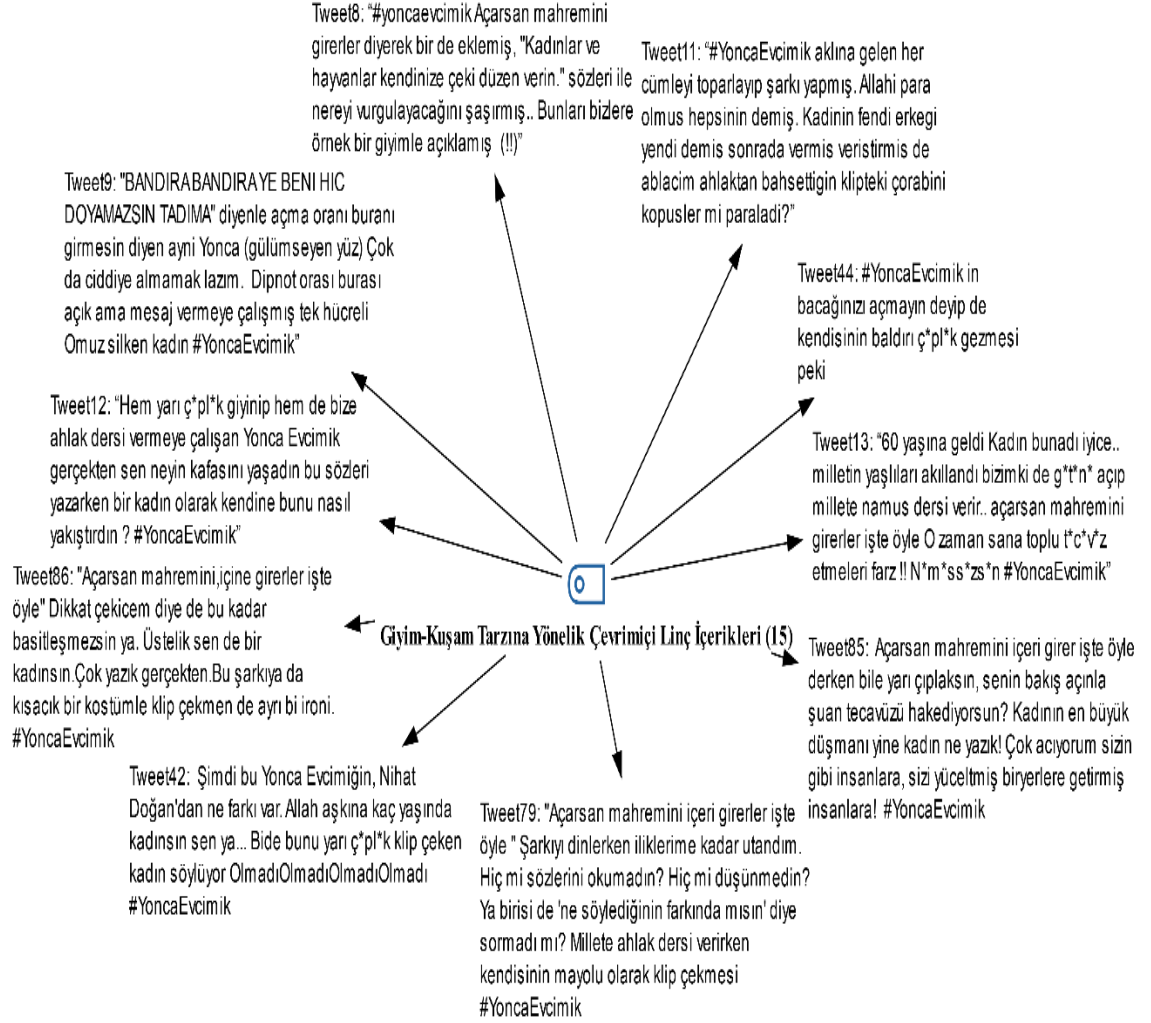 Tweet8: "#yoncaevcimik Açarsan mahremini
girerler diyerek bir de eklemiş, "Kadınlar ve
hayvanlar kendinize çeki düzen verin." sözleri ile
nereyi vurgulayacağını şaşırmış.. Bunları bizlere
örnek bir giyimle açıklamış (!!)”
Tweet11: “#YoncaEvcimik aklına gelen her
cümleyi toparlayıp şarkı yapmış. Allahi para
olmus hepsinin demiş. Kadinin fendi erkegi
yendi demis sonrada vermis veristirmis de
ablacim ahlaktan bahsettigin klipteki çorabini
kopusler mi paraladi?”
Tweet9: "BANDIRABANDIRAYE BENI HIC
DOYAMAZSIN TADIMA" diyenle açma oranı buranı
girmesin diyen ayni Yonca (gülümseyen yüz) Çok
da ciddiye almamak lazım. Dipnot orası burası
açık ama mesaj vermeye çalışmış tek hücreli
Omuz silken kadın #YoncaEvcimik”
Tweet44: #YoncaEvcimik in
bacağınızı açmayın deyip de
kendisinin baldırı ç*pl*k gezmesi
peki
Tweet12: “Hem yarı ç*pl*k giyinip hem de bize
ahlak dersi vermeye çalışan Yonca Evcimik
gerçekten sen neyin kafasını yaşadın bu sözleri
yazarken bir kadın olarak kendine bunu nasıl
yakıştırdın ? #YoncaEvcimik”
Tweet13: “60 yaşına geldi Kadın bunadı iyice..
milletin yaşlıları akıllandı bizimki de g*t*n* açıp
millete namus dersi verir.. açarsan mahremini
girerler işte öyle O zaman sana toplu t*c*v*z
etmeleri farz !! N*m*ss*zs*n #YoncaEvcimik”
Tweet86: "Açarsan mahremini,içine girerler işte
öyle" Dikkat çekicem diye de bu kadar
basitleşmezsin ya. Üstelik sen de bir
kadınsın.Çok yazık gerçekten.Bu şarkıya da
kısacık bir kostümle klip çekmen de ayrı bi ironi.
#YoncaEvcimik
Giyim-Kuşam Tarzına Yönelik Çevrimiçi Linç İçerikleri (15)
Tweet85: Açarsan mahremini içeri girer işte öyle
derken bile yarı çıplaksın, senin bakış açınla
şuan tecavüzü hakediyorsun? Kadının en büyük
düşmanı yine kadın ne yazık! Çok acıyorum sizin
gibi insanlara, sizi yüceltmiş biryerlere getirmiş
insanlara! #YoncaEvcimik
Tweet42: Şimdi bu Yonca Evcimiğin, Nihat
Doğan'dan ne farkı var. Allah aşkına kaç yaşında
kadınsın sen ya... Bide bunu yarı ç*pl*k klip çeken
kadın söylüyor OlmadıOlmadıOlmadıOlmadı
#YoncaEvcimik
Tweet79: "Açarsan mahremini içeri girerler işte
öyle " Şarkıyı dinlerken iliklerime kadar utandım.
Hiç mi sözlerini okumadın? Hiç mi düşünmedin?
Ya birisi de 'ne söylediğinin farkında mısın' diye
sormadı mı? Millete ahlak dersi verirken
kendisinin mayolu olarak klip çekmesi
#YoncaEvcimik